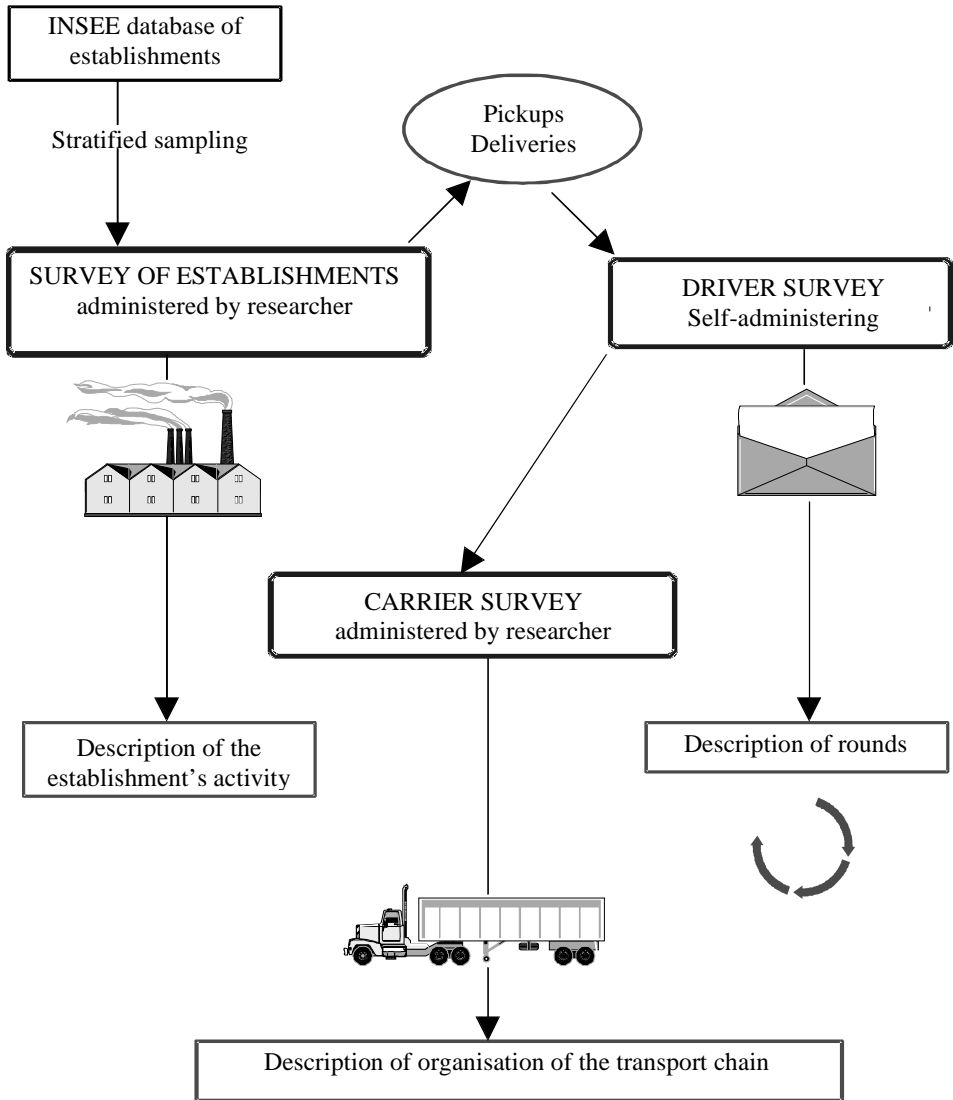 INSEE database of
establishments
Stratified sampling
Pickups
Deliveries
SURVEY OF ESTABLISHMENTS
administered by researcher
DRIVER SURVEY
Self-administering
CARRIER SURVEY
administered by researcher
Description of the
establishment’s activity
Description of rounds
Description of organisation of the transport chain